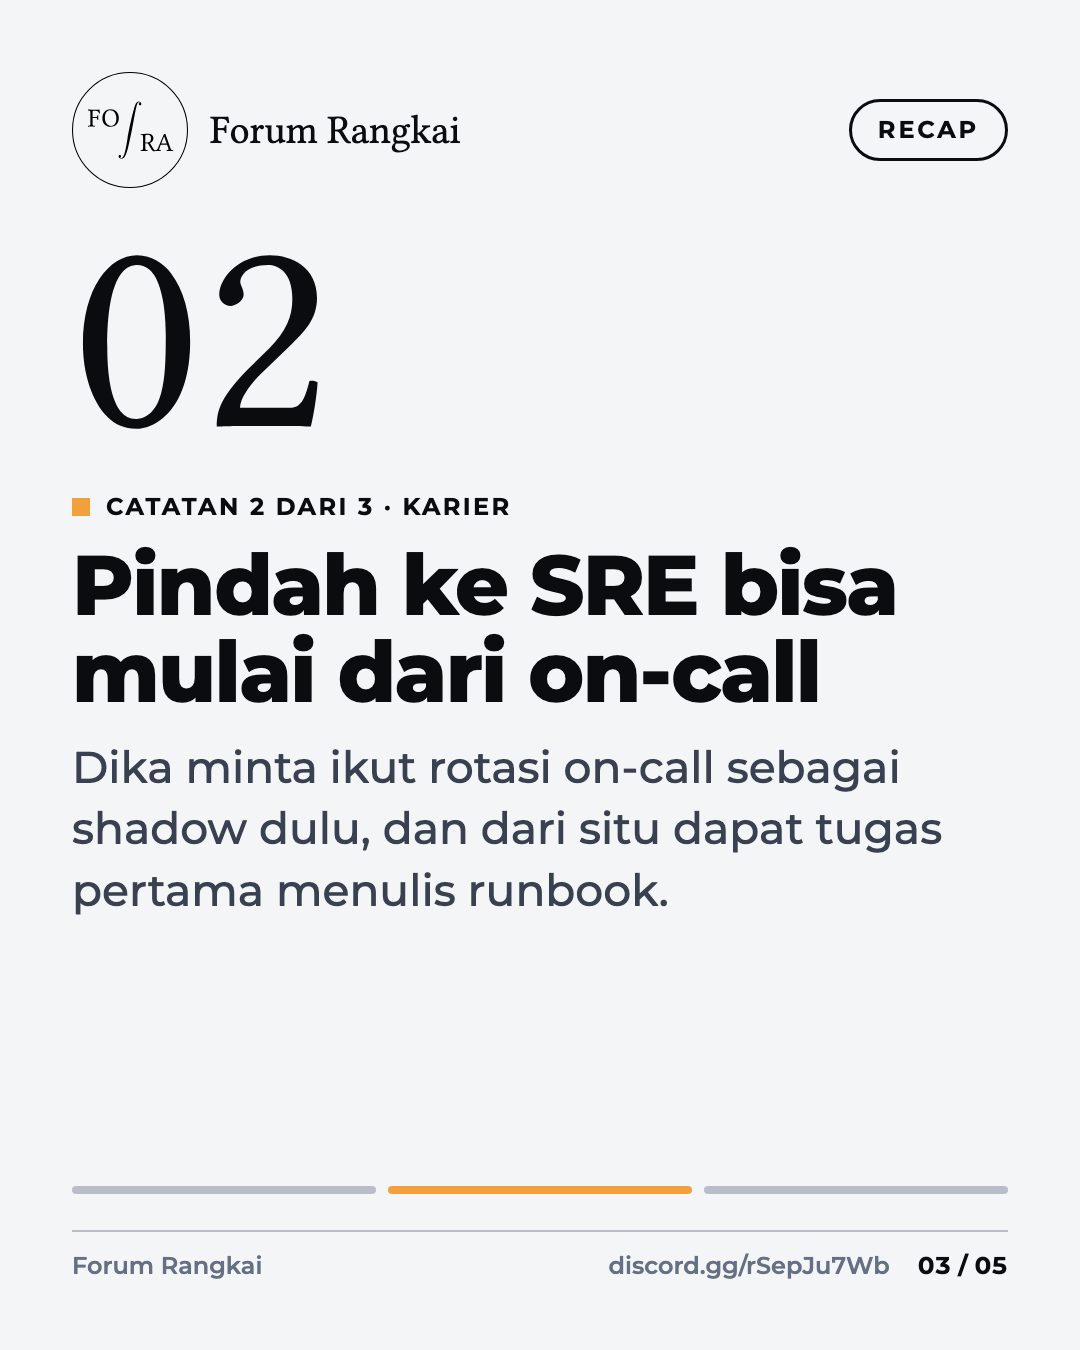 FO
RA
Forum Rangkai
RECAP
02
CATATAN 2 DARI 3 · KARIER
Pindah ke SRE bisa
mulai dari on-call
Dika minta ikut rotasi on-call sebagai
shadow dulu, dan dari situ dapat tugas
pertama menulis runbook.
Forum Rangkai
discord.gg/rSepJu7Wb
03 / 05